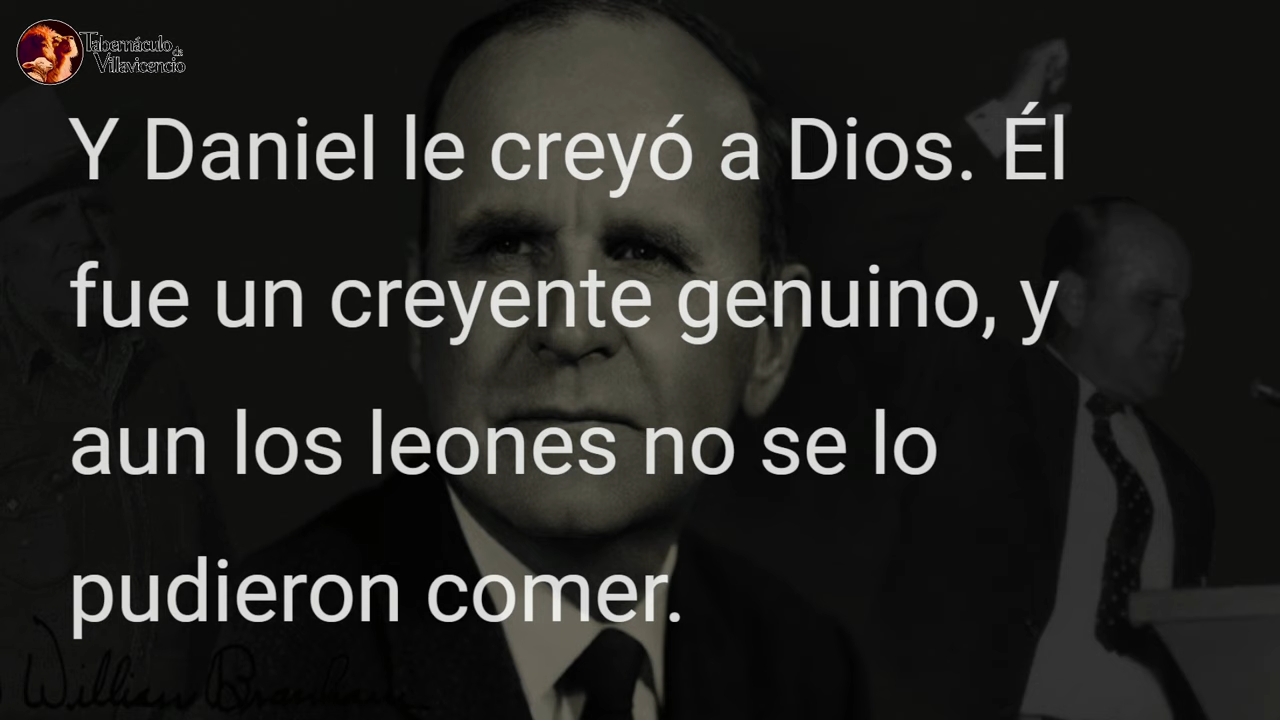 Tabernáculo de
Villavicencio
Y Daniel le creyó a Dios. Él
fue un creyente genuino, y
aun los leones no se lo
pudieron comer.
William Branham